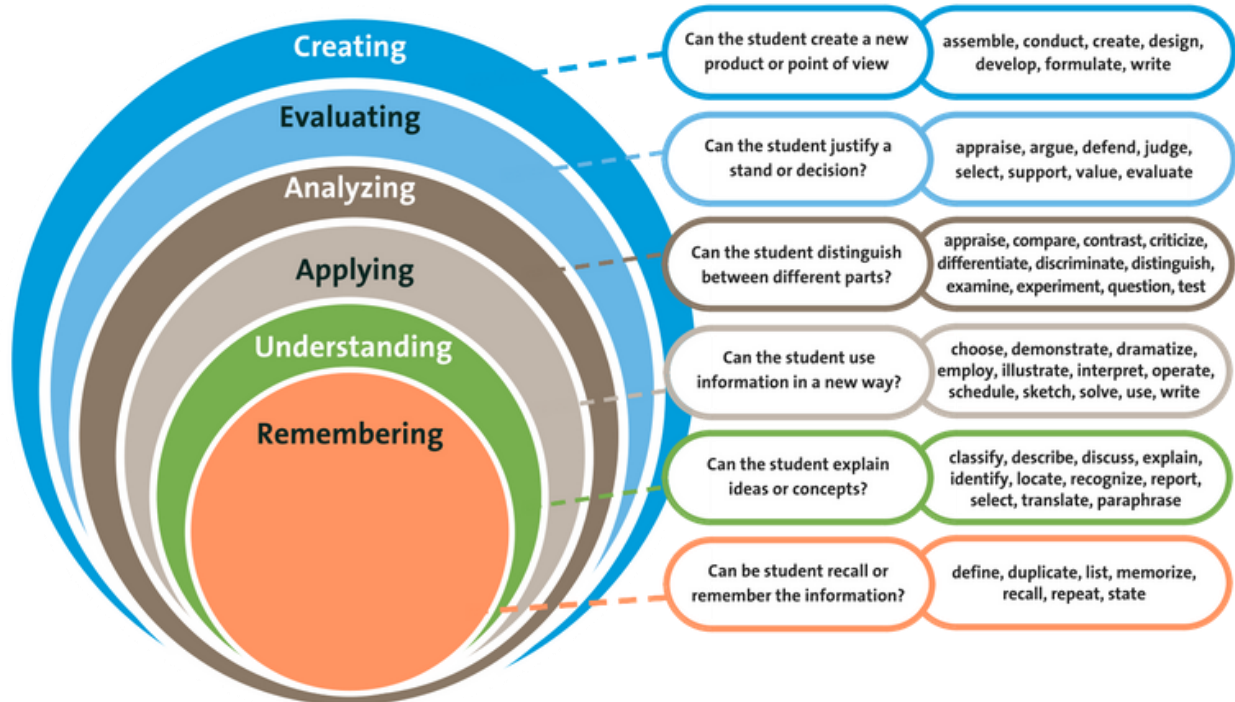 Creating
Evaluating
Analyzing
Applying
Understanding
Remembering
Can the student create a new
product or point of view
assemble, conduct, create, design,
develop, formulate, write
Can the student justify a
stand or decision?
appraise, argue, defend, judge,
select, support, value, evaluate
Can the student distinguish
between different parts?
appraise, compare, contrast, criticize,
differentiate, discriminate, distinguish,
examine, experiment, question, test
Can the student use
information in a new way?
choose, demonstrate, dramatize,
employ, illustrate, interpret, operate,
schedule, sketch, solve, use, write
Can the student explain
ideas or concepts?
classify, describe, discuss, explain,
identify, locate, recognize, report,
select, translate, paraphrase
Can be student recall or
remember the information?
define, duplicate, list, memorize,
recall, repeat, state